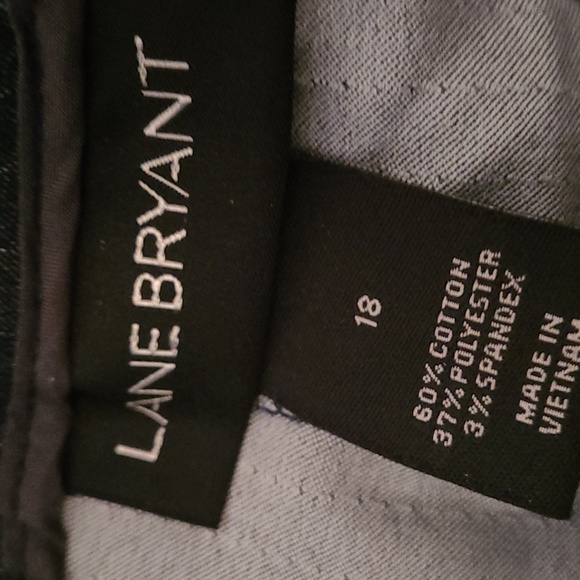 LANE BRYANT
18
60% COTTON
37% POLYESTER
3% SPANDEX
MADE IN
VIETNAM